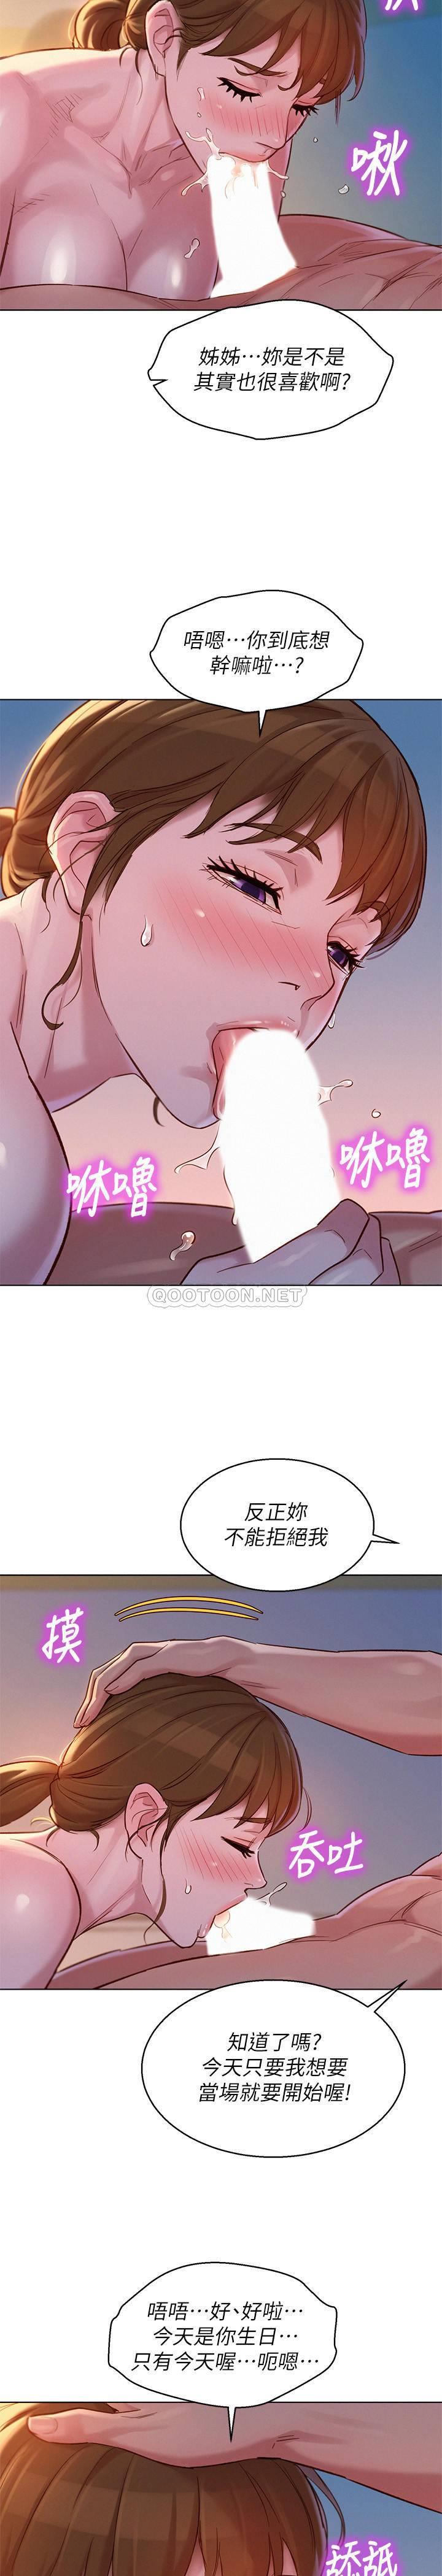 啾
姊姊…妳是不是
其實也很喜歡啊?
唔嗯…你到底想
幹嘛啦…?
咻嚕
咻嚕
QOOTOON.NET
反正妳
不能拒絕我
摸
吞吐
知道了嗎?
今天只要我想要
當場就要開始喔!
唔唔…好、好啦…
今天是你生日…
只有今天喔…呃嗯…
舔舐